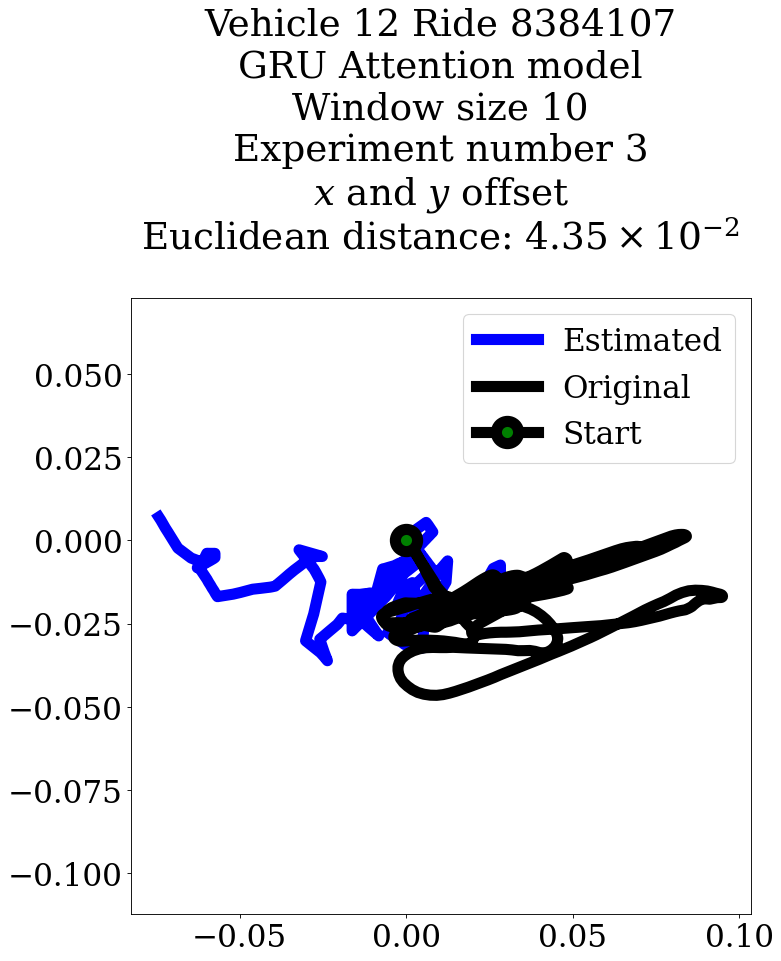 Vehicle 12 Ride 8384107
GRU Attention model
Window size 10
Experiment number 3
x and y offset
Euclidean distance: 4.35 × 10⁻²
Estimated
Original
Start
0.050
0.025
0.000
−0.025
−0.050
−0.075
−0.100
−0.05 0.00 0.05 0.10